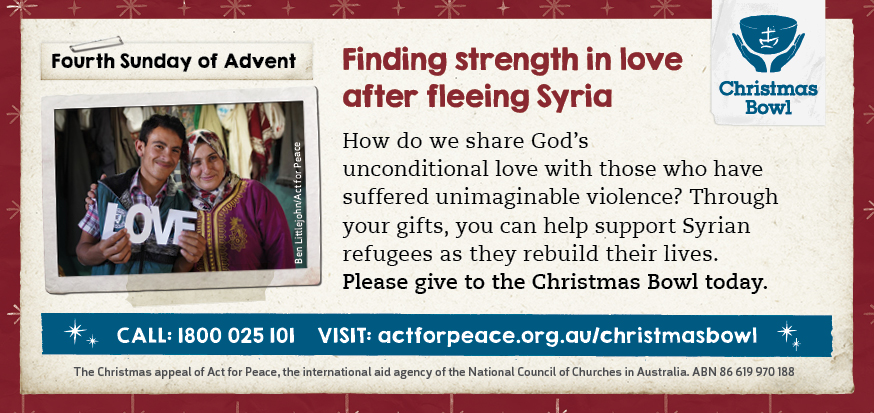 Fourth Sunday of Advent
Finding strength in love
after fleeing Syria
Christmas
Bowl
LOVE
Ben Littlejohn/Act for Peace
How do we share God's
unconditional love with those who have
suffered unimaginable violence? Through
your gifts, you can help support Syrian
refugees as they rebuild their lives.
Please give to the Christmas Bowl today.
CALL: 1800 025 101 VISIT: actforpeace.org.au/christmasbowl
The Christmas appeal of Act for Peace, the international aid agency of the National Council of Churches in Australia. ABN 86 619 970 188